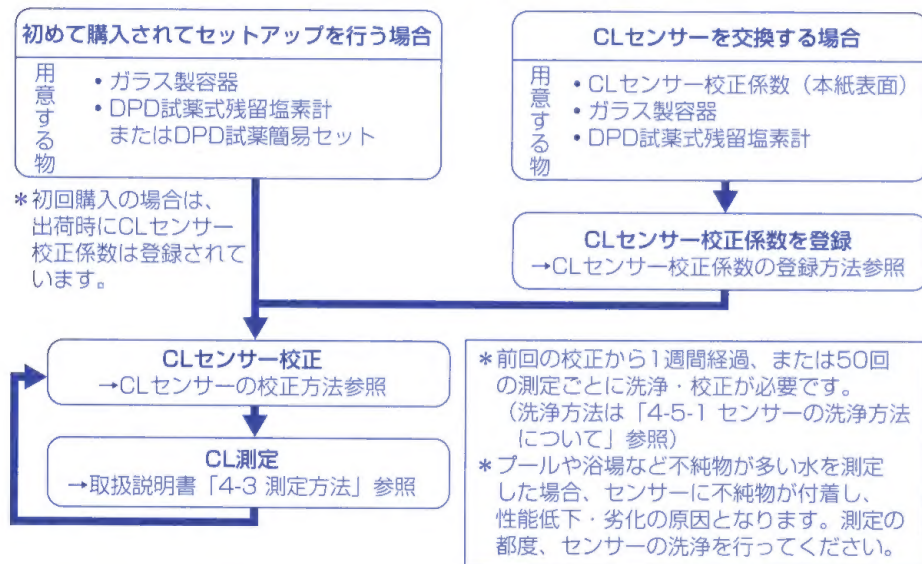 初めて購入されてセットアップを行う場合
用意する物
• ガラス製容器
• DPD試薬式残留塩素計
またはDPD試薬簡易セット
＊初回購入の場合は、
出荷時にCLセンサー
校正係数は登録されて
います。
CLセンサーを交換する場合
用意する物
• CLセンサー校正係数（本紙表面）
• ガラス製容器
• DPD試薬式残留塩素計
CLセンサー校正係数を登録
→CLセンサー校正係数の登録方法参照
CLセンサー校正
→CLセンサーの校正方法参照
CL測定
→取扱説明書「4-3 測定方法」参照
＊前回の校正から1週間経過、または50回
の測定ごとに洗浄・校正が必要です。
（洗浄方法は「4-5-1 センサーの洗浄方法
について」参照）
＊プールや浴場など不純物が多い水を測定
した場合、センサーに不純物が付着し、
性能低下・劣化の原因となります。測定の
都度、センサーの洗浄を行ってください。